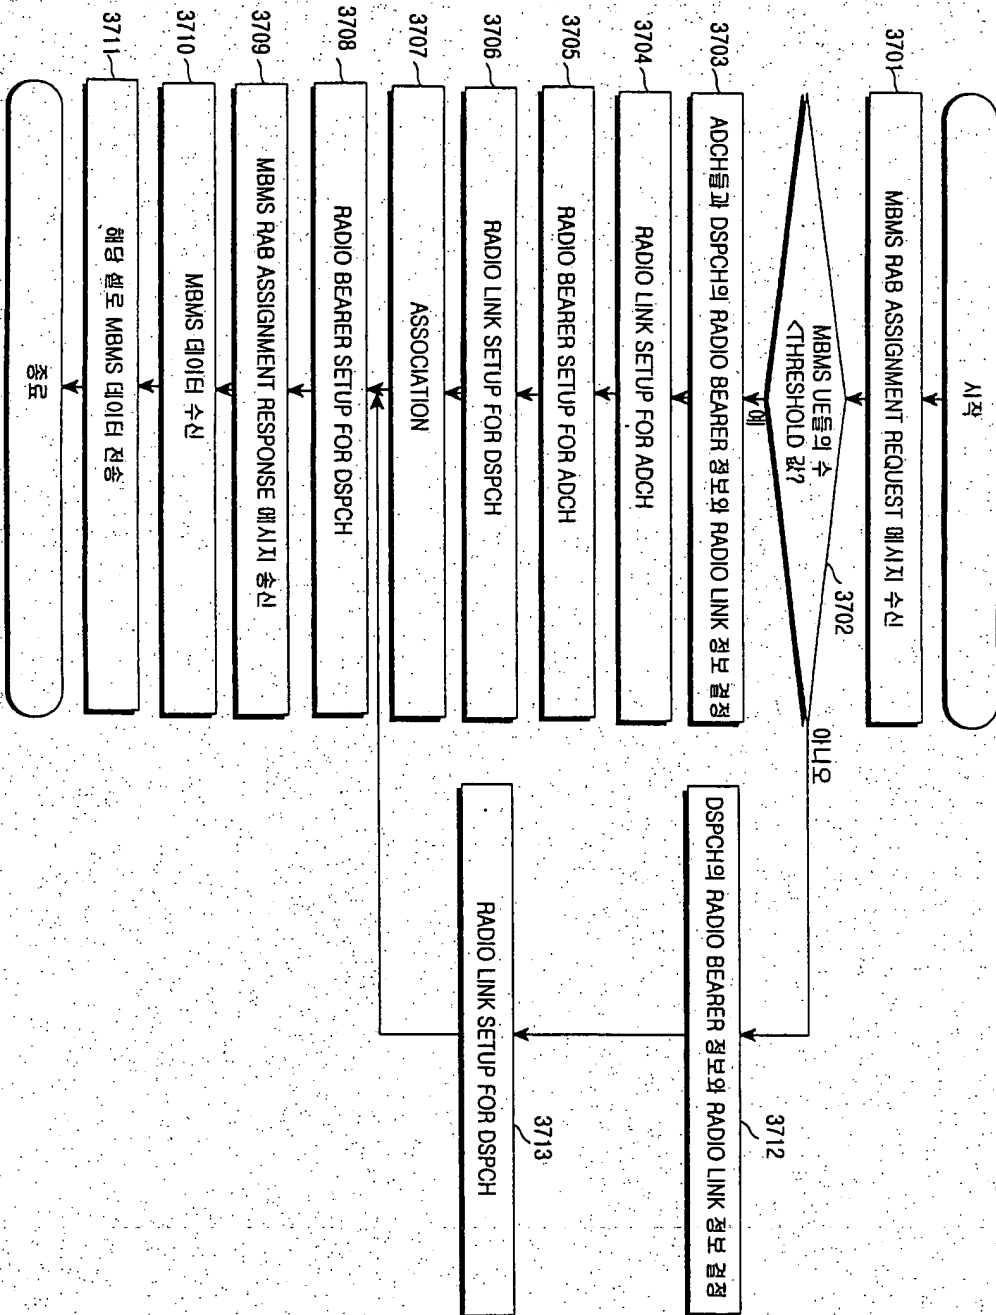 시작
3701
MBMS RAB ASSIGNMENT REQUEST 메시지 수신
3702
MBMS UE들의 수
<THRESHOLD 값?
예
아니오
3703
ADCH들과 DSPCH의 RADIO BEARER 정보와 RADIO LINK 정보 결정
3712
DSPCH의 RADIO BEARER 정보와 RADIO LINK 정보 결정
3704
RADIO LINK SETUP FOR ADCH
3705
RADIO BEARER SETUP FOR ADCH
3706
RADIO LINK SETUP FOR DSPCH
3713
RADIO LINK SETUP FOR DSPCH
3707
ASSOCIATION
3708
RADIO BEARER SETUP FOR DSPCH
3709
MBMS RAB ASSIGNMENT RESPONSE 메시지 송신
3710
MBMS 데이터 수신
3711
해당 셀로 MBMS 데이터 전송
종료